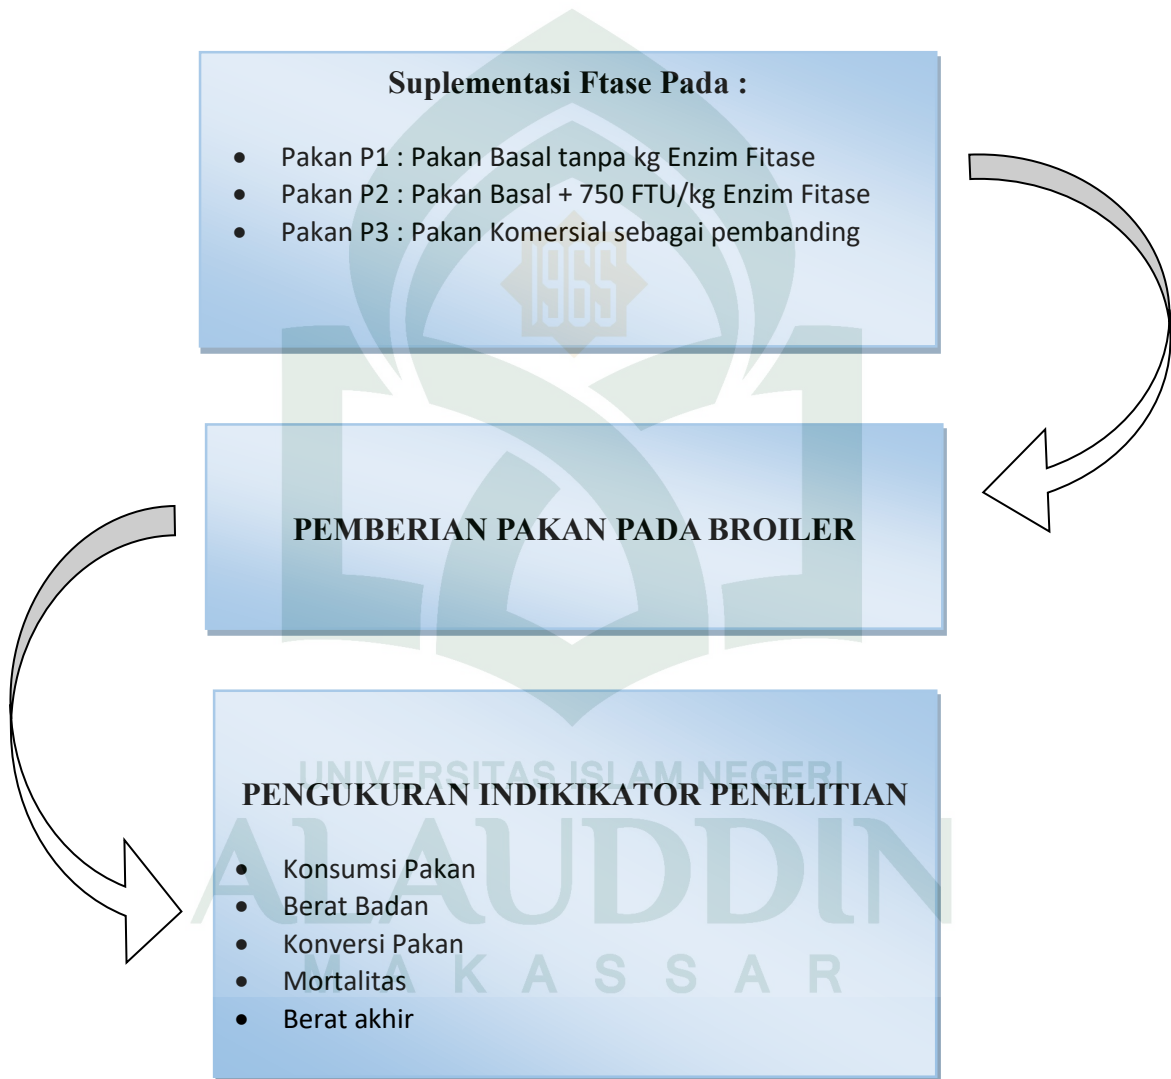 Suplementasi Ftase Pada :
• Pakan P1 : Pakan Basal tanpa kg Enzim Fitase
• Pakan P2 : Pakan Basal + 750 FTU/kg Enzim Fitase
• Pakan P3 : Pakan Komersial sebagai pembanding
1965
PEMBERIAN PAKAN PADA BROILER
UNIVERSITAS ISLAM NEGERI
PENGUKURAN INDIKIKATOR PENELITIAN
ALAUDDIN
• Konsumsi Pakan
• Berat Badan
• Konversi Pakan
• Mortalitas
MAKASSAR
• Berat akhir